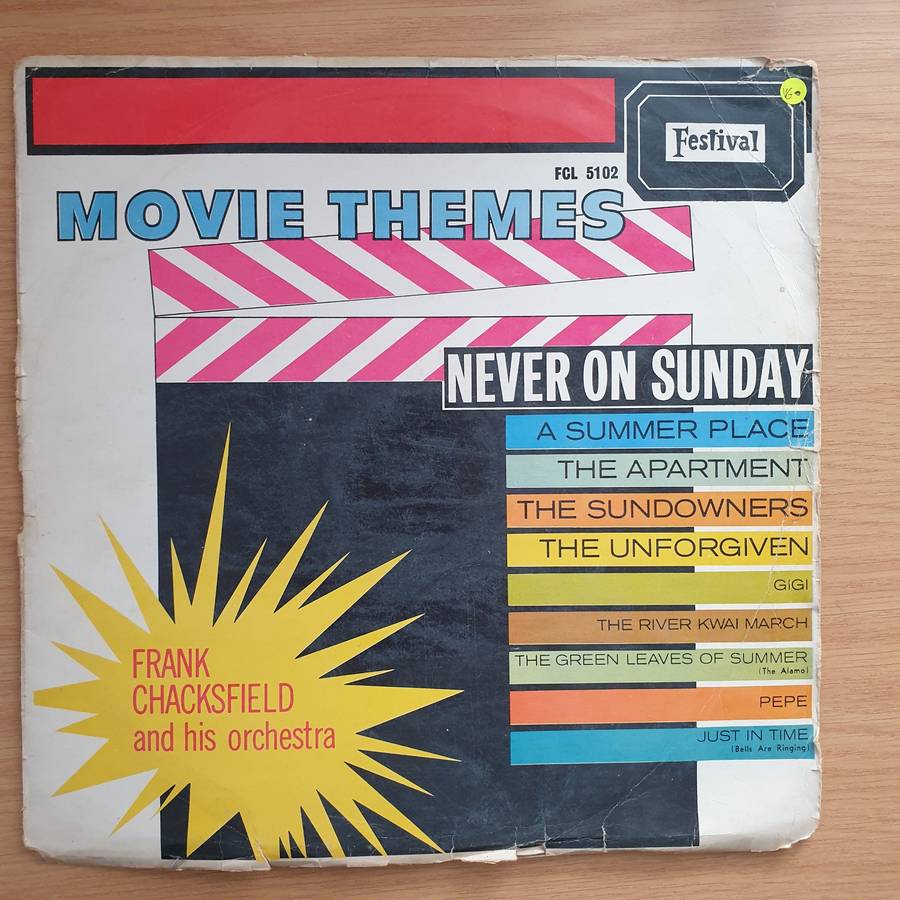 VG
Festival
FCL 5102
MOVIE THEMES
NEVER ON SUNDAY
A SUMMER PLACE
THE APARTMENT
THE SUNDOWNERS
THE UNFORGIVEN
GIGI
THE RIVER KWAI MARCH
THE GREEN LEAVES OF SUMMER
(The Alamo)
PEPE
JUST IN TIME
(Bells Are Ringing)
FRANK
CHACKSFIELD
and his orchestra